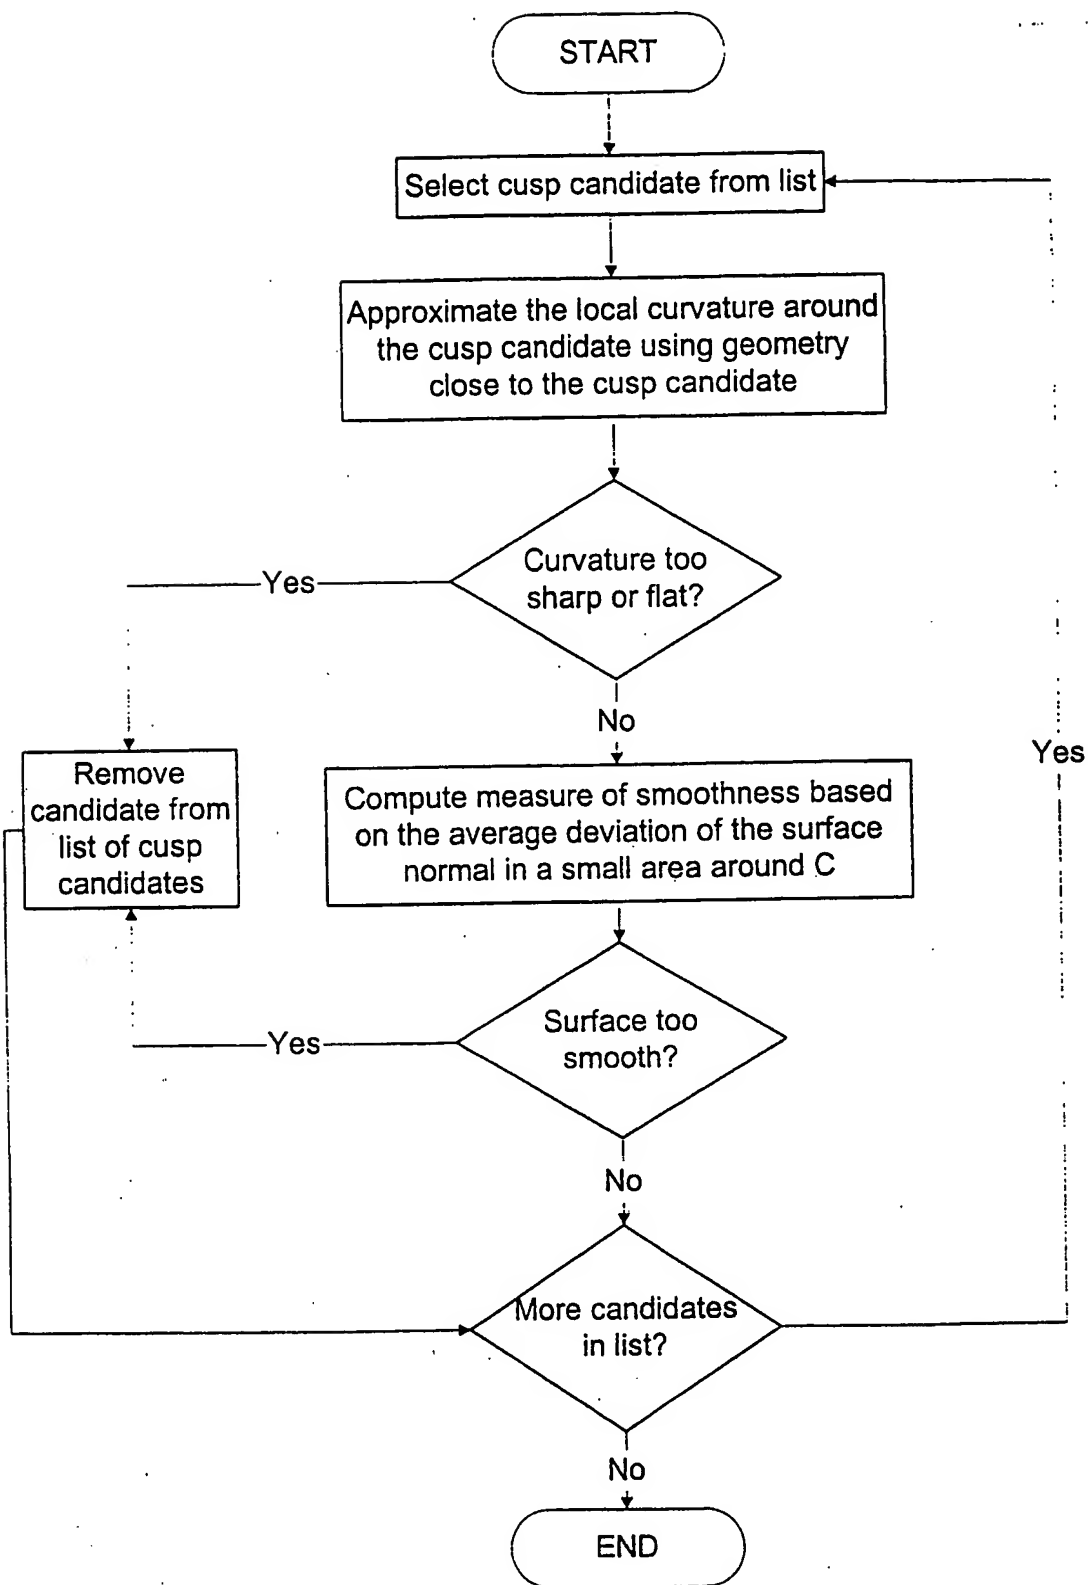 START
Select cusp candidate from list
Approximate the local curvature around
the cusp candidate using geometry
close to the cusp candidate
Curvature too
sharp or flat?
Yes
No
Remove
candidate from
list of cusp
candidates
Compute measure of smoothness based
on the average deviation of the surface
normal in a small area around C
Yes
Surface too
smooth?
Yes
No
More candidates
in list?
No
END